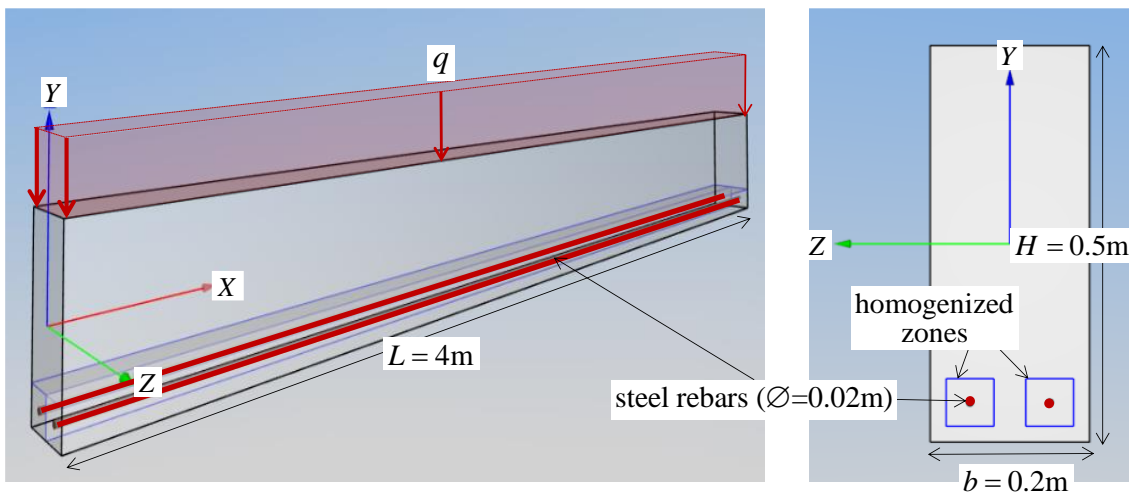 q
Y
X
L = 4m
Z
steel rebars (∅=0.02m)
Y
Z
H = 0.5m
homogenized
zones
b = 0.2m